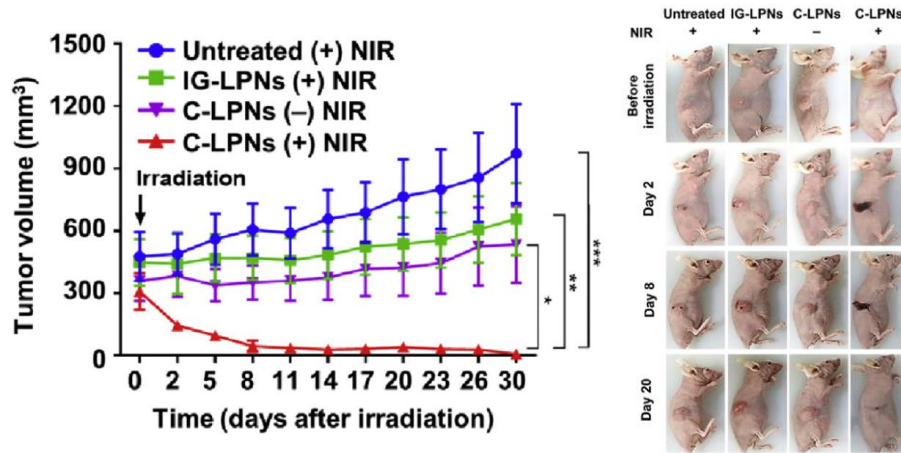 Tumor volume (mm³)
1500
1200
900
600
300
0
Untreated (+) NIR
IG-LPNs (+) NIR
C-LPNs (–) NIR
C-LPNs (+) NIR
Irradiation
*
**
***
0 2 5 8 11 14 17 20 23 26 30
Time (days after irradiation)
Untreated IG-LPNs C-LPNs C-LPNs
NIR + + – +
Before
irradiation
Day 2
Day 8
Day 20